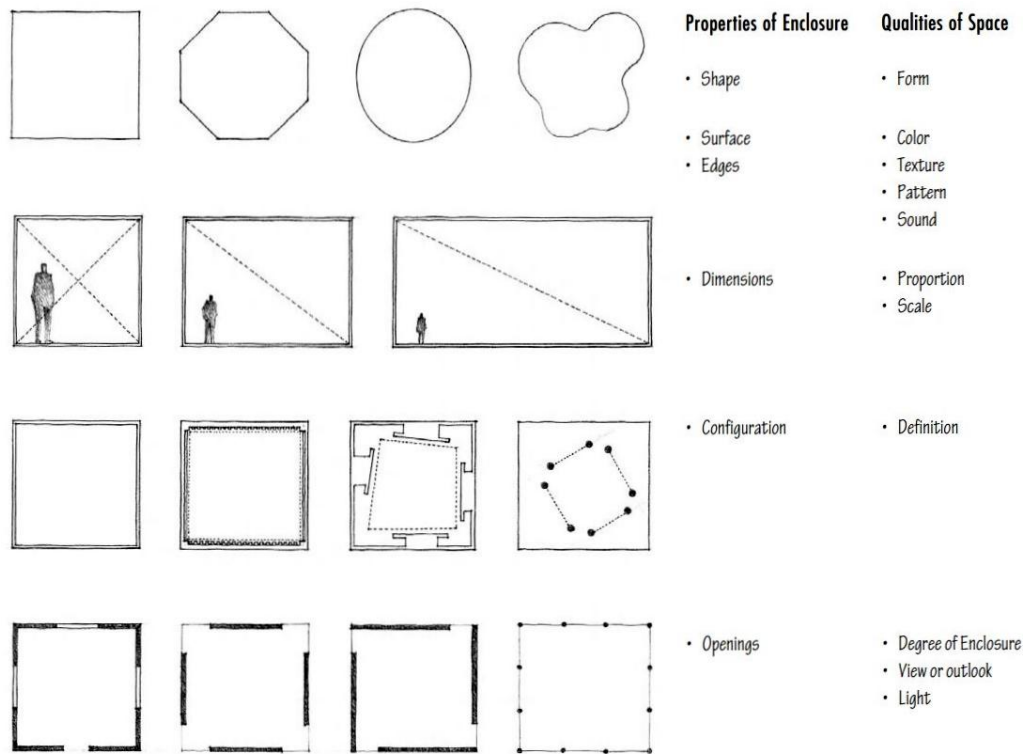 Properties of Enclosure
Qualities of Space
• Shape
• Form
• Surface
• Edges
• Color
• Texture
• Pattern
• Sound
• Dimensions
• Proportion
• Scale
• Configuration
• Definition
• Openings
• Degree of Enclosure
• View or outlook
• Light